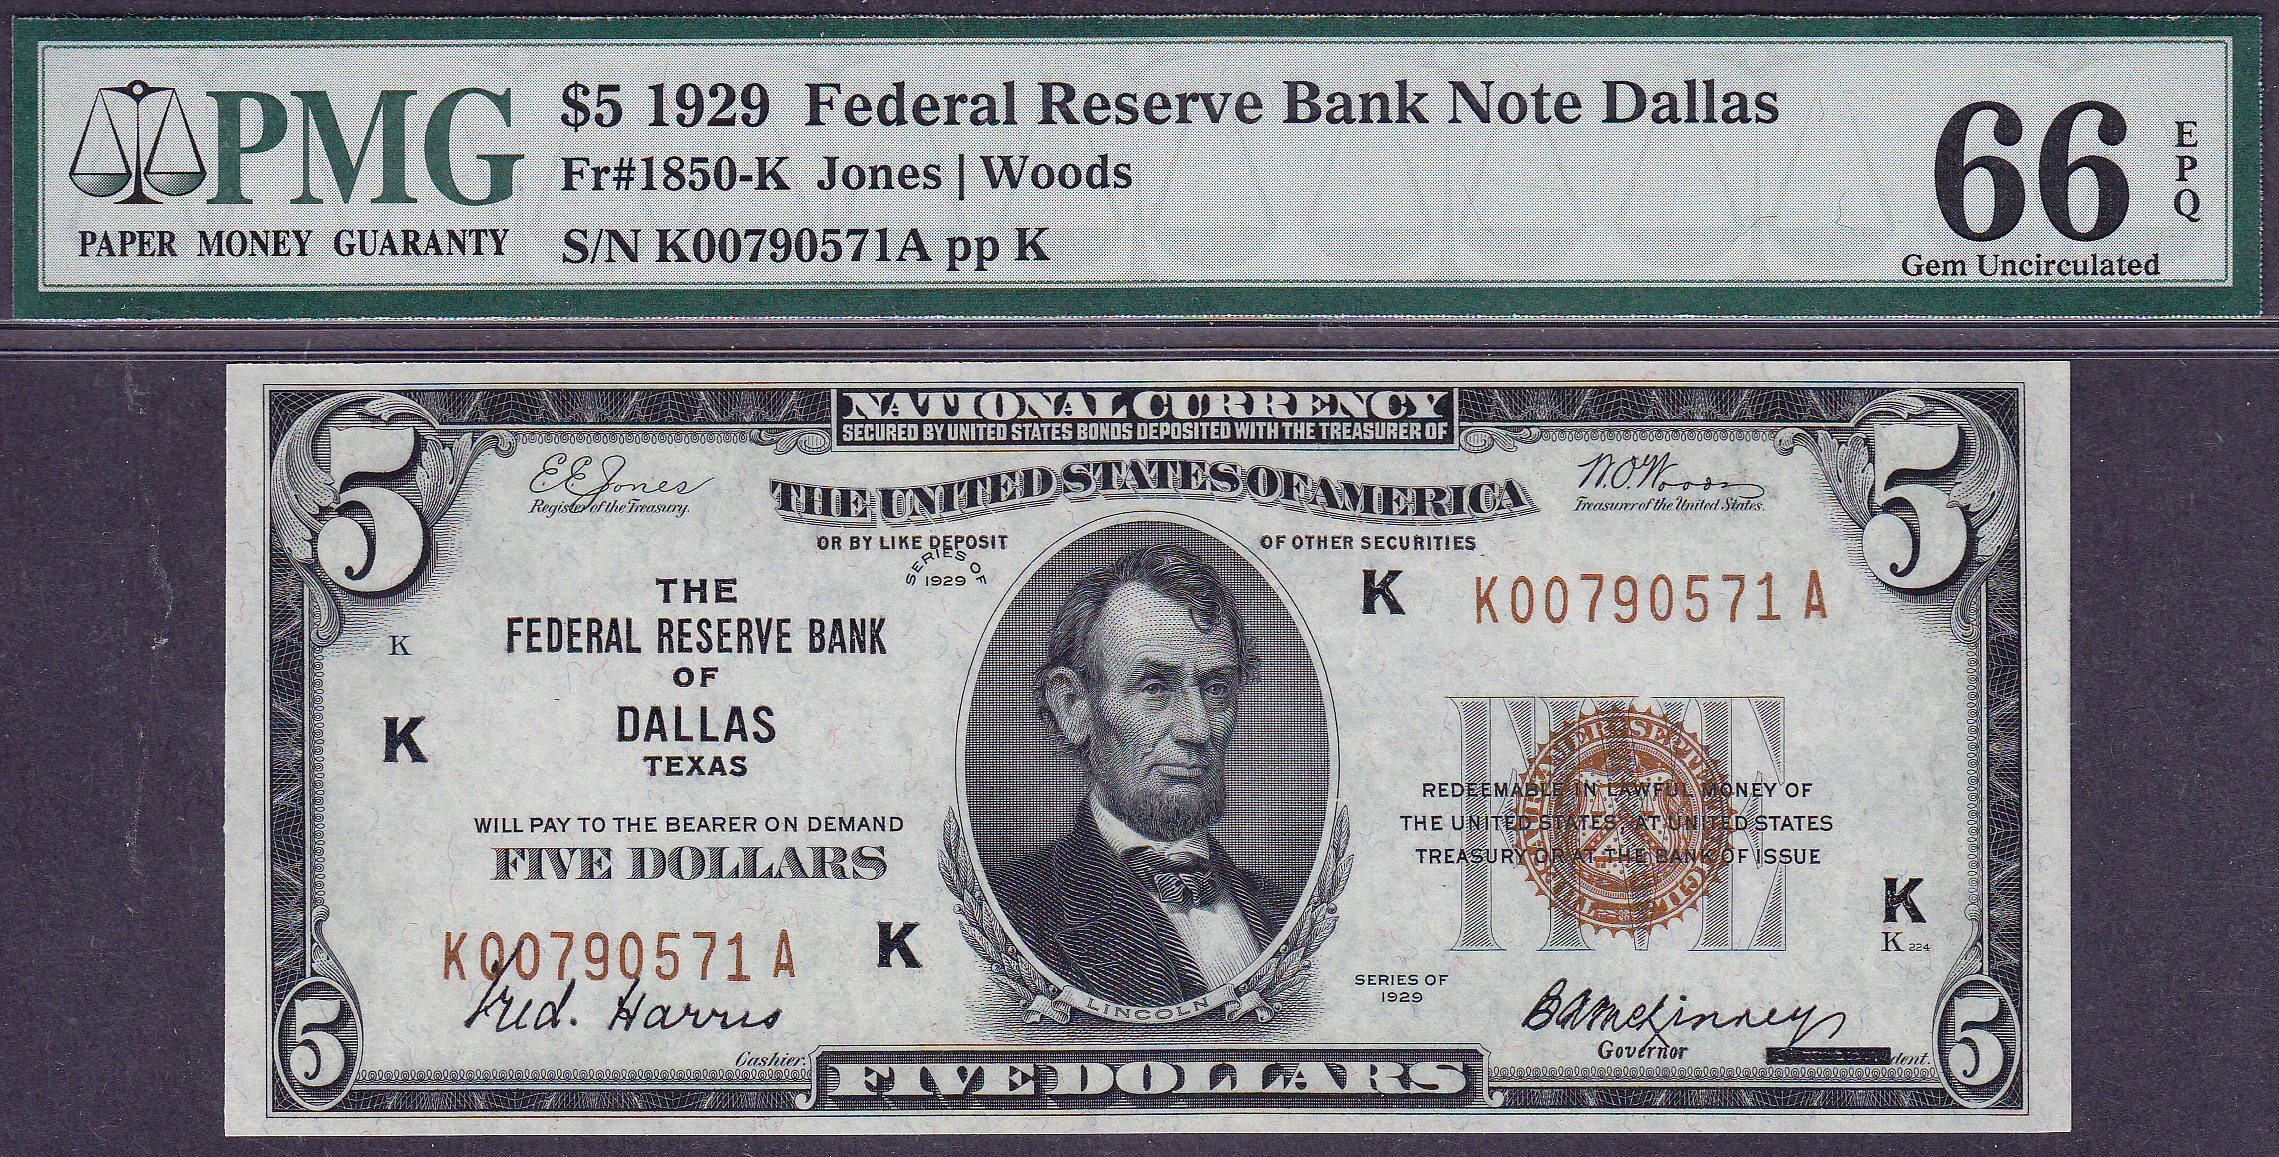 PMG
PAPER MONEY GUARANTY
$5 1929 Federal Reserve Bank Note Dallas
Fr#1850-K Jones | Woods
S/N K00790571A pp K
66
EPQ
Gem Uncirculated
5
NATIONAL CURRENCY
5
SECURED BY UNITED STATES BONDS DEPOSITED WITH THE TREASURER OF
E E Jones
Register of the Treasury.
THE UNITED STATES OF AMERICA
W.O. Woods
Treasurer of the United States.
OR BY LIKE DEPOSIT
OF OTHER SECURITIES
SERIES OF
1929
THE
FEDERAL RESERVE BANK
OF
DALLAS
TEXAS
K
K
K
K00790571A
WILL PAY TO THE BEARER ON DEMAND
FIVE DOLLARS
K00790571A
K
Fred. Harris
Cashier.
LINCOLN
FIVE
REDEEMABLE IN LAWFUL MONEY OF
THE UNITED STATES AT UNITED STATES
TREASURY OR AT THE BANK OF ISSUE
K
K 224
SERIES OF
1929
B A McKinney
Governor
dent.
5
FIVE DOLLARS
5